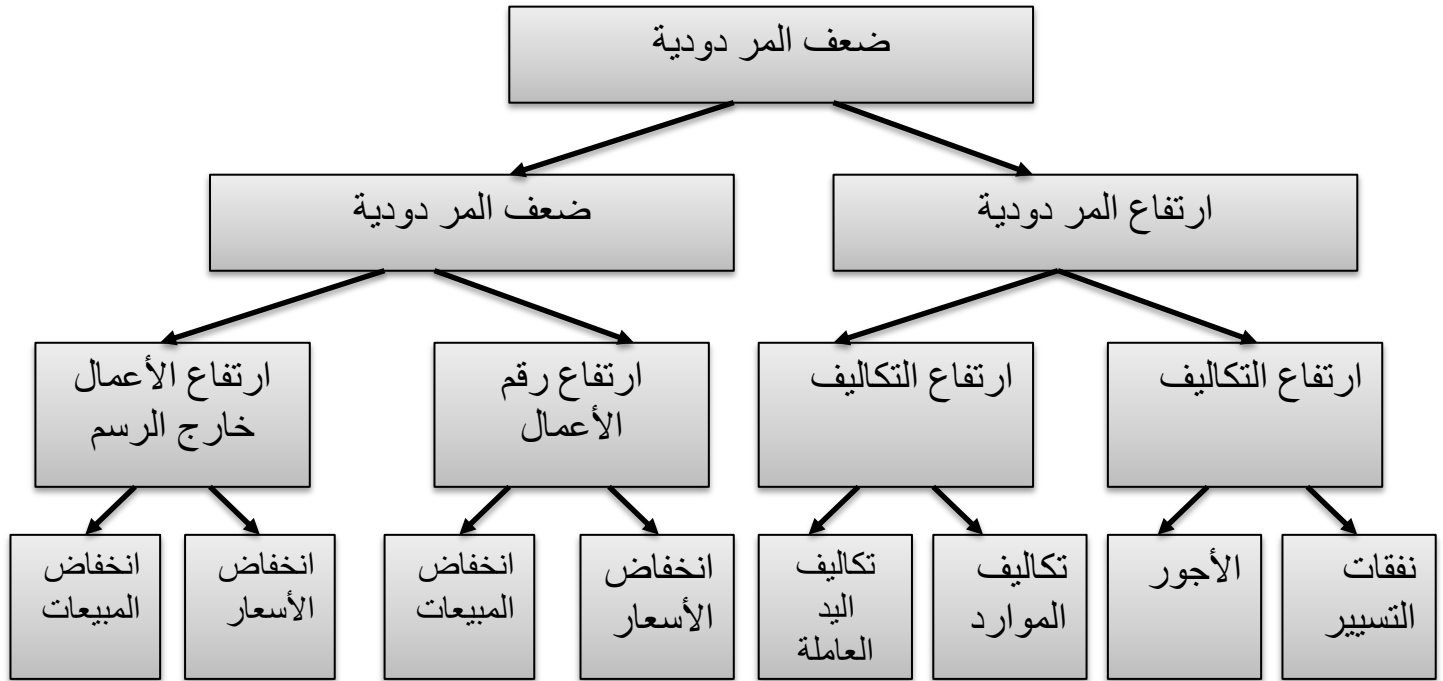 ضعف المر دودية
ارتفاع المر دودية
ضعف المر دودية
ارتفاع التكاليف
ارتفاع التكاليف
ارتفاع رقم
الأعمال
ارتفاع الأعمال
خارج الرسم
نفقات
التسيير
الأجور
تكاليف
الموارد
تكاليف
اليد
العاملة
انخفاض
الأسعار
انخفاض
المبيعات
انخفاض
الأسعار
انخفاض
المبيعات